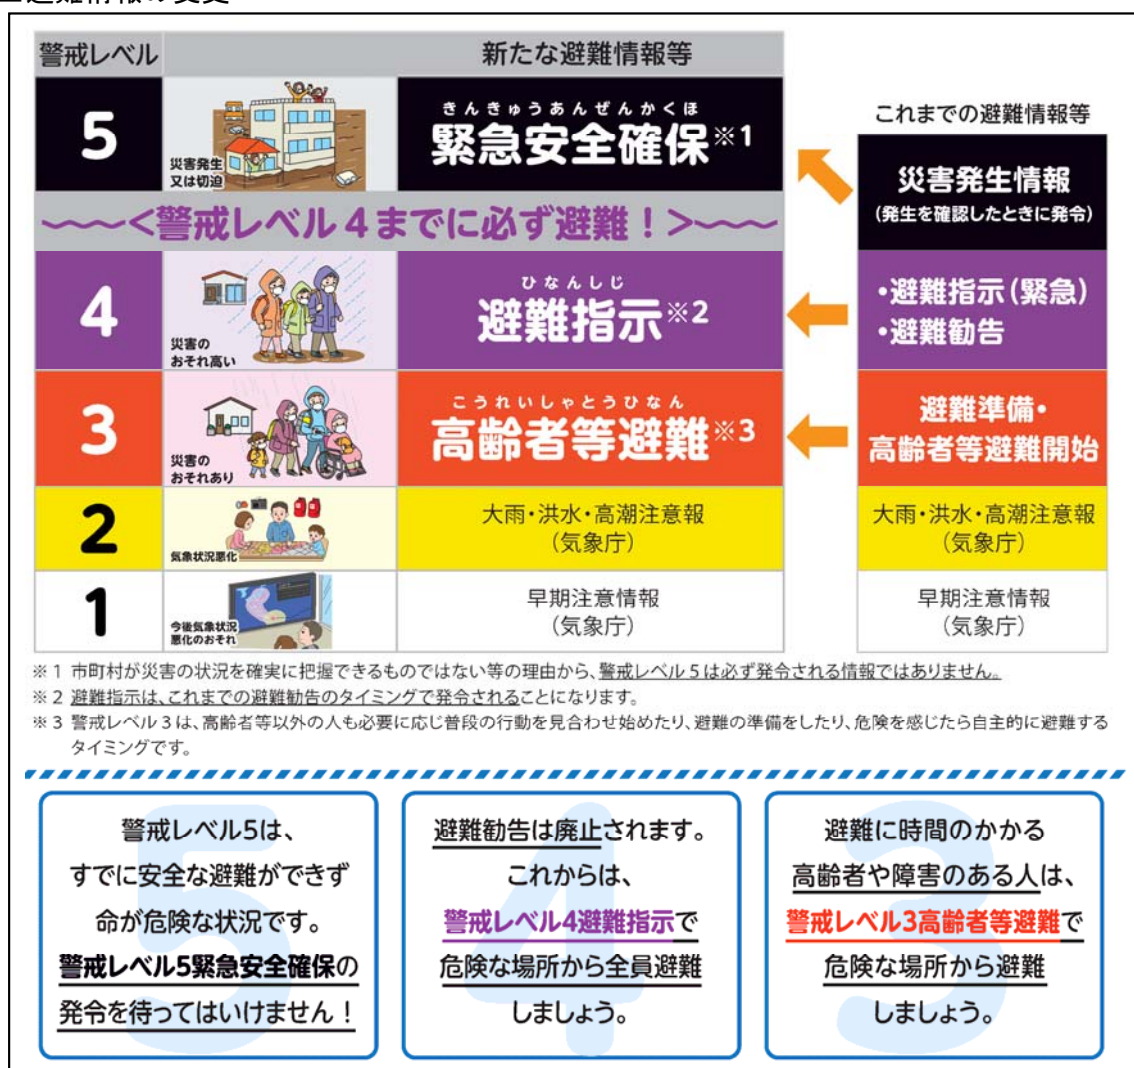 警戒レベル
新たな避難情報等
これまでの避難情報等
5
災害発生
又は切迫
きんきゅうあんぜんかくほ
緊急安全確保※1
災害発生情報
(発生を確認したときに発令)
〜〜〜<警戒レベル4までに必ず避難!>〜〜〜
4
災害の
おそれ高い
ひなんしじ
避難指示※2
・避難指示(緊急)
・避難勧告
3
災害の
おそれあり
こうれいしゃとうひなん
高齢者等避難※3
避難準備・
高齢者等避難開始
2
気象状況悪化
大雨・洪水・高潮注意報
(気象庁)
大雨・洪水・高潮注意報
(気象庁)
1
今後気象状況
悪化のおそれ
早期注意情報
(気象庁)
早期注意情報
(気象庁)
※1 市町村が災害の状況を確実に把握できるものではない等の理由から、警戒レベル5は必ず発令される情報ではありません。
※2 避難指示は、これまでの避難勧告のタイミングで発令されることになります。
※3 警戒レベル3は、高齢者等以外の人も必要に応じ普段の行動を見合わせ始めたり、避難の準備をしたり、危険を感じたら自主的に避難する
タイミングです。
警戒レベル5は、
すでに安全な避難ができず
命が危険な状況です。
警戒レベル5緊急安全確保の
発令を待ってはいけません!
避難勧告は廃止されます。
これからは、
警戒レベル4避難指示で
危険な場所から全員避難
しましょう。
避難に時間のかかる
高齢者や障害のある人は、
警戒レベル3高齢者等避難で
危険な場所から避難
しましょう。